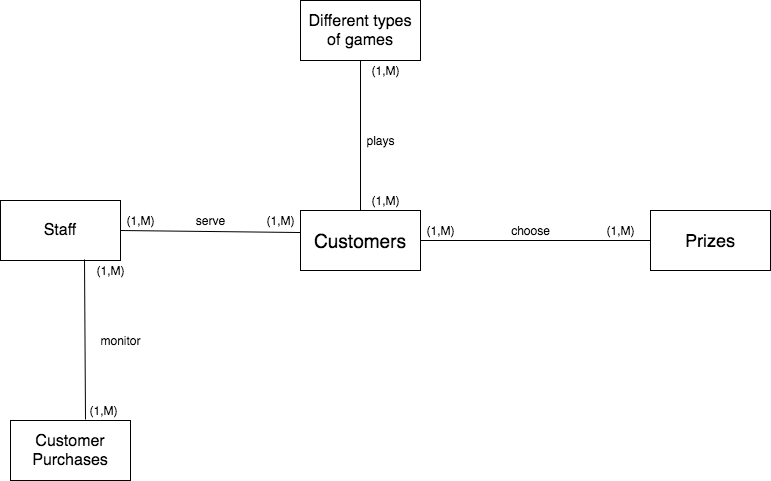 Different types
of games
(1,M)
plays
(1,M)
Staff
(1,M)
serve
(1,M)
Customers
(1,M)
choose
(1,M)
Prizes
(1,M)
monitor
(1,M)
Customer
Purchases